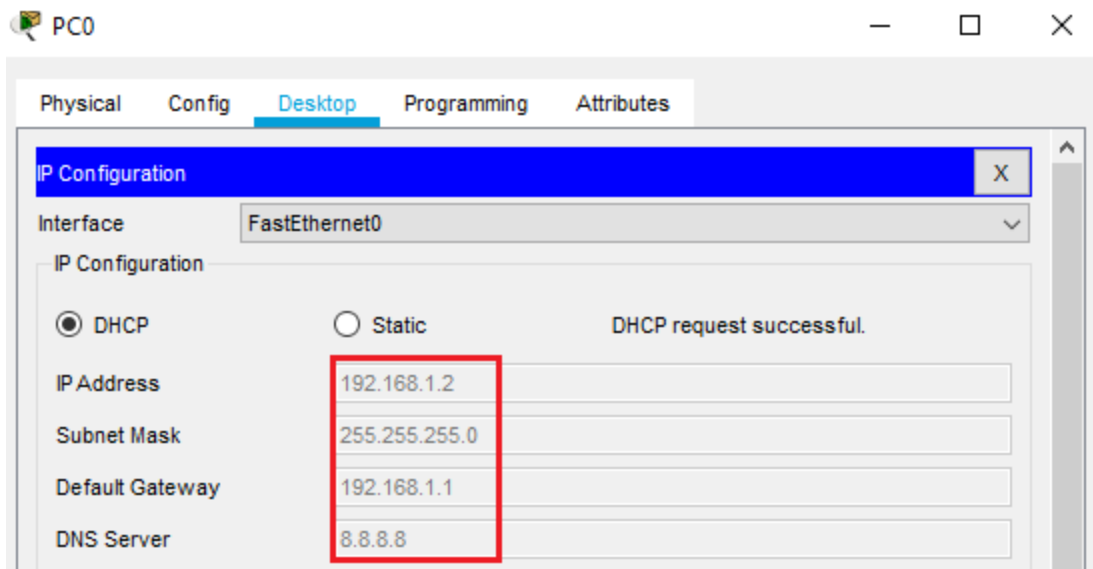 PC0
Physical Config Desktop Programming Attributes
IP Configuration X
Interface FastEthernet0
IP Configuration
DHCP Static DHCP request successful.
IP Address 192.168.1.2
Subnet Mask 255.255.255.0
Default Gateway 192.168.1.1
DNS Server 8.8.8.8